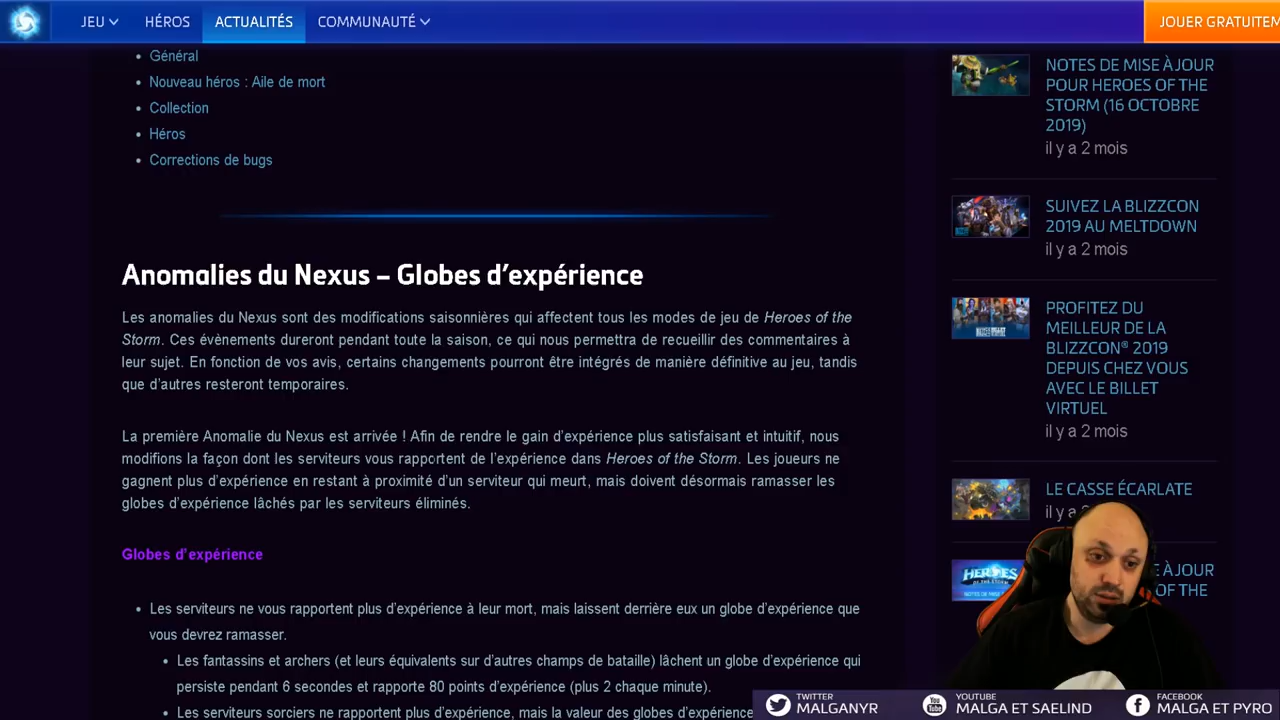 JEU
HÉROS
ACTUALITÉS
COMMUNAUTÉ
JOUER GRATUITEM
Général
Nouveau héros : Aile de mort
Collection
Héros
Corrections de bugs
Anomalies du Nexus – Globes d'expérience
Les anomalies du Nexus sont des modifications saisonnières qui affectent tous les modes de jeu de Heroes of the
Storm. Ces évènements dureront pendant toute la saison, ce qui nous permettra de recueillir des commentaires à
leur sujet. En fonction de vos avis, certains changements pourront être intégrés de manière définitive au jeu, tandis
que d'autres resteront temporaires.
La première Anomalie du Nexus est arrivée ! Afin de rendre le gain d'expérience plus satisfaisant et intuitif, nous
modifions la façon dont les serviteurs vous rapportent de l'expérience dans Heroes of the Storm. Les joueurs ne
gagnent plus d'expérience en restant à proximité d'un serviteur qui meurt, mais doivent désormais ramasser les
globes d'expérience lâchés par les serviteurs éliminés.
Globes d'expérience
Les serviteurs ne vous rapportent plus d'expérience à leur mort, mais laissent derrière eux un globe d'expérience que
vous devrez ramasser.
Les fantassins et archers (et leurs équivalents sur d'autres champs de bataille) lâchent un globe d'expérience qui
persiste pendant 6 secondes et rapporte 80 points d'expérience (plus 2 chaque minute).
Les serviteurs sorciers ne rapportent plus d'expérience, mais la valeur des globes d'expérience
NOTES DE MISE À JOUR
POUR HEROES OF THE
STORM (16 OCTOBRE
2019)
il y a 2 mois
SUIVEZ LA BLIZZCON
2019 AU MELTDOWN
il y a 2 mois
PROFITEZ DU
MEILLEUR DE LA
BLIZZCON® 2019
DEPUIS CHEZ VOUS
AVEC LE BILLET
VIRTUEL
il y a 2 mois
LE CASSE ÉCARLATE
il y a 2
HEROES
E À JOUR
OF THE
TWITTER
MALGANYR
YOUTUBE
MALGA ET SAELIND
FACEBOOK
MALGA ET PYRO